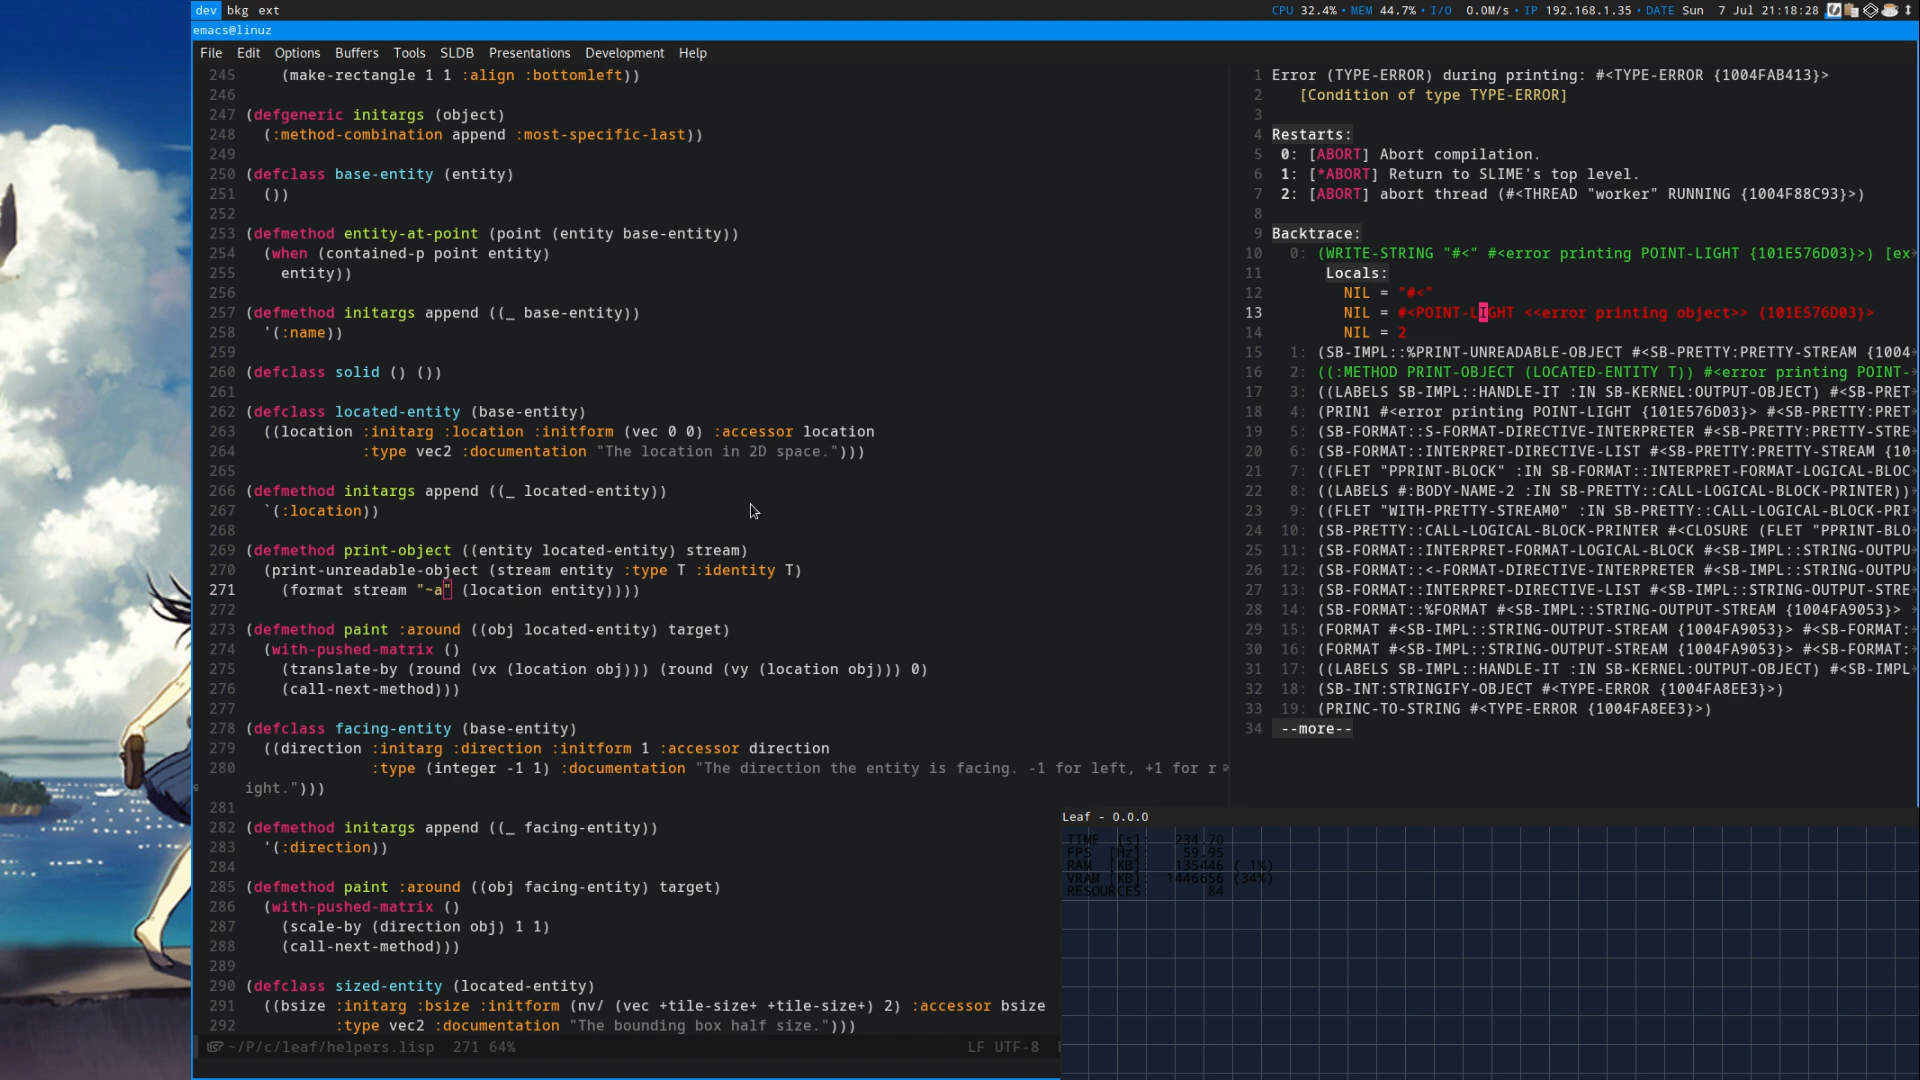 dev bkg ext
CPU 32.4% • MEM 44.7% • I/O 0.0M/s • IP 192.168.1.35 • DATE Sun 7 Jul 21:18:28
emacs@linuz
File Edit Options Buffers Tools SLDB Presentations Development Help
245 (make-rectangle 1 1 :align :bottomleft))
246
247 (defgeneric initargs (object)
248 (:method-combination append :most-specific-last))
249
250 (defclass base-entity (entity)
251 ())
252
253 (defmethod entity-at-point (point (entity base-entity))
254 (when (contained-p point entity)
255 entity))
256
257 (defmethod initargs append ((_ base-entity))
258 '(:name))
259
260 (defclass solid () ())
261
262 (defclass located-entity (base-entity)
263 ((location :initarg :location :initform (vec 0 0) :accessor location
264 :type vec2 :documentation "The location in 2D space.")))
265
266 (defmethod initargs append ((_ located-entity))
267 `(:location))
268
269 (defmethod print-object ((entity located-entity) stream)
270 (print-unreadable-object (stream entity :type T :identity T)
271 (format stream "~a" (location entity))))
272
273 (defmethod paint :around ((obj located-entity) target)
274 (with-pushed-matrix ()
275 (translate-by (round (vx (location obj))) (round (vy (location obj))) 0)
276 (call-next-method)))
277
278 (defclass facing-entity (base-entity)
279 ((direction :initarg :direction :initform 1 :accessor direction
280 :type (integer -1 1) :documentation "The direction the entity is facing. -1 for left, +1 for r
ight.")))
281
282 (defmethod initargs append ((_ facing-entity))
283 '(:direction))
284
285 (defmethod paint :around ((obj facing-entity) target)
286 (with-pushed-matrix ()
287 (scale-by (direction obj) 1 1)
288 (call-next-method)))
289
290 (defclass sized-entity (located-entity)
291 ((bsize :initarg :bsize :initform (nv/ (vec +tile-size+ +tile-size+) 2) :accessor bsize
292 :type vec2 :documentation "The bounding box half size.")))
~/P/c/leaf/helpers.lisp 271 64% LF UTF-8
1 Error (TYPE-ERROR) during printing: #<TYPE-ERROR {1004FAB413}>
2 [Condition of type TYPE-ERROR]
3
4 Restarts:
5 0: [ABORT] Abort compilation.
6 1: [*ABORT] Return to SLIME's top level.
7 2: [ABORT] abort thread (#<THREAD "worker" RUNNING {1004F88C93}>)
8
9 Backtrace:
10 0: (WRITE-STRING "#<" #<error printing POINT-LIGHT {101E576D03}>) [ex
11 Locals:
12 NIL = "#<"
13 NIL = #<POINT-LIGHT <<error printing object>> {101E576D03}>
14 NIL = 2
15 1: (SB-IMPL::%PRINT-UNREADABLE-OBJECT #<SB-PRETTY:PRETTY-STREAM {1004
16 2: ((:METHOD PRINT-OBJECT (LOCATED-ENTITY T)) #<error printing POINT-
17 3: ((LABELS SB-IMPL::HANDLE-IT :IN SB-KERNEL:OUTPUT-OBJECT) #<SB-PRET
18 4: (PRIN1 #<error printing POINT-LIGHT {101E576D03}> #<SB-PRETTY:PRET
19 5: (SB-FORMAT::S-FORMAT-DIRECTIVE-INTERPRETER #<SB-PRETTY:PRETTY-STRE
20 6: (SB-FORMAT::INTERPRET-DIRECTIVE-LIST #<SB-PRETTY:PRETTY-STREAM {10
21 7: ((FLET "PPRINT-BLOCK" :IN SB-FORMAT::INTERPRET-FORMAT-LOGICAL-BLOC
22 8: ((LABELS #:BODY-NAME-2 :IN SB-PRETTY::CALL-LOGICAL-BLOCK-PRINTER))
23 9: ((FLET "WITH-PRETTY-STREAM0" :IN SB-PRETTY::CALL-LOGICAL-BLOCK-PRI
24 10: (SB-PRETTY::CALL-LOGICAL-BLOCK-PRINTER #<CLOSURE (FLET "PPRINT-BLO
25 11: (SB-FORMAT::INTERPRET-FORMAT-LOGICAL-BLOCK #<SB-IMPL::STRING-OUTPU
26 12: (SB-FORMAT::<-FORMAT-DIRECTIVE-INTERPRETER #<SB-IMPL::STRING-OUTPU
27 13: (SB-FORMAT::INTERPRET-DIRECTIVE-LIST #<SB-IMPL::STRING-OUTPUT-STRE
28 14: (SB-FORMAT::%FORMAT #<SB-IMPL::STRING-OUTPUT-STREAM {1004FA9053}>
29 15: (FORMAT #<SB-IMPL::STRING-OUTPUT-STREAM {1004FA9053}> #<SB-FORMAT:
30 16: (FORMAT #<SB-IMPL::STRING-OUTPUT-STREAM {1004FA9053}> #<SB-FORMAT:
31 17: ((LABELS SB-IMPL::HANDLE-IT :IN SB-KERNEL:OUTPUT-OBJECT) #<SB-IMPL
32 18: (SB-INT:STRINGIFY-OBJECT #<TYPE-ERROR {1004FA8EE3}>)
33 19: (PRINC-TO-STRING #<TYPE-ERROR {1004FA8EE3}>)
34 --more--
Leaf - 0.0.0
TIME [s]: 234.70
FPS [Hz]: 59.95
RAM [KB]: 135446 ( 1%)
VRAM [KB]: 1446656 (34%)
RESOURCES 84